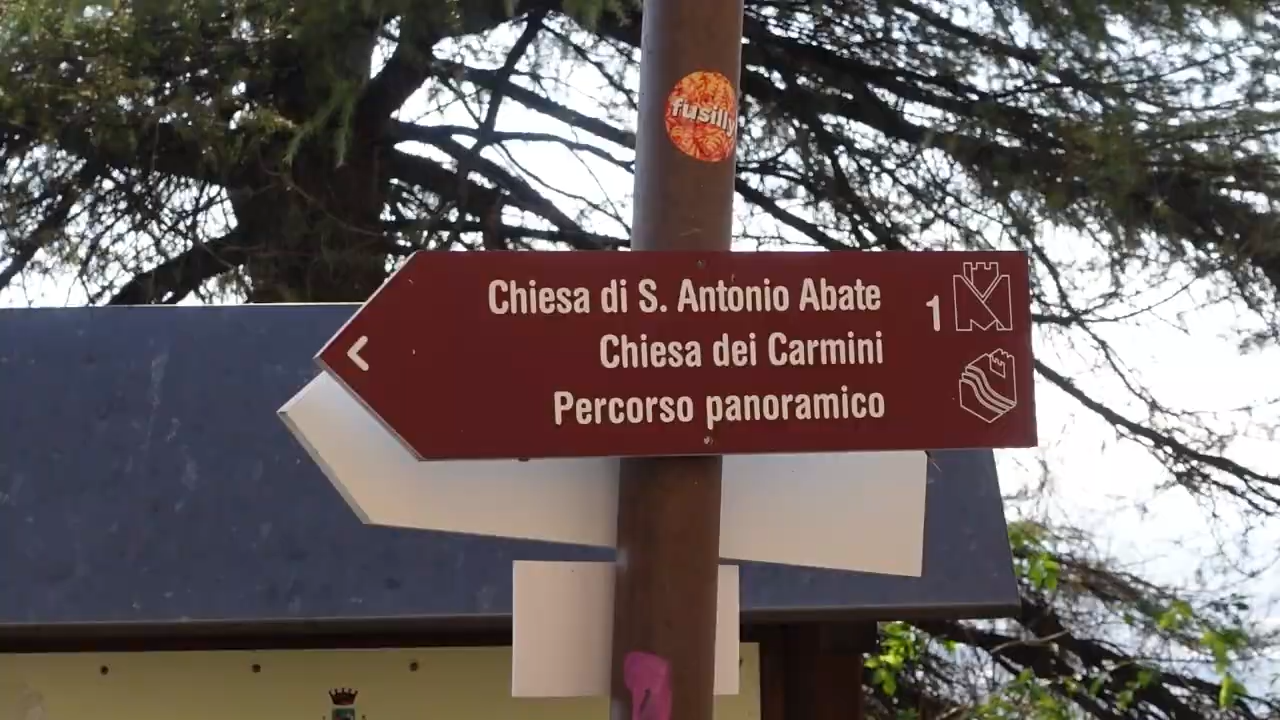 fusilly
Chiesa di S. Antonio Abate
1
Chiesa dei Carmini
Percorso panoramico